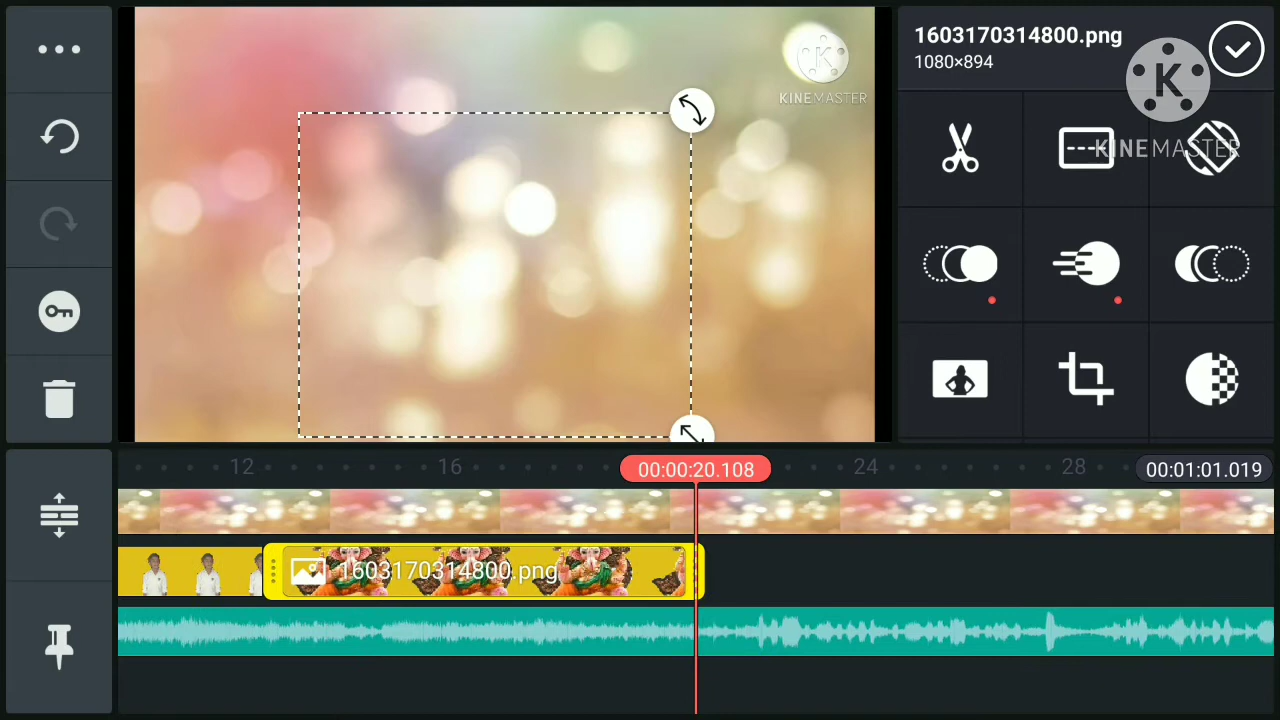 1603170314800.png
1080×894
K
KINEMASTER
K
KINEMASTER
12
16
00:00:20.108
24
28
00:01:01.019
1603170314800.png